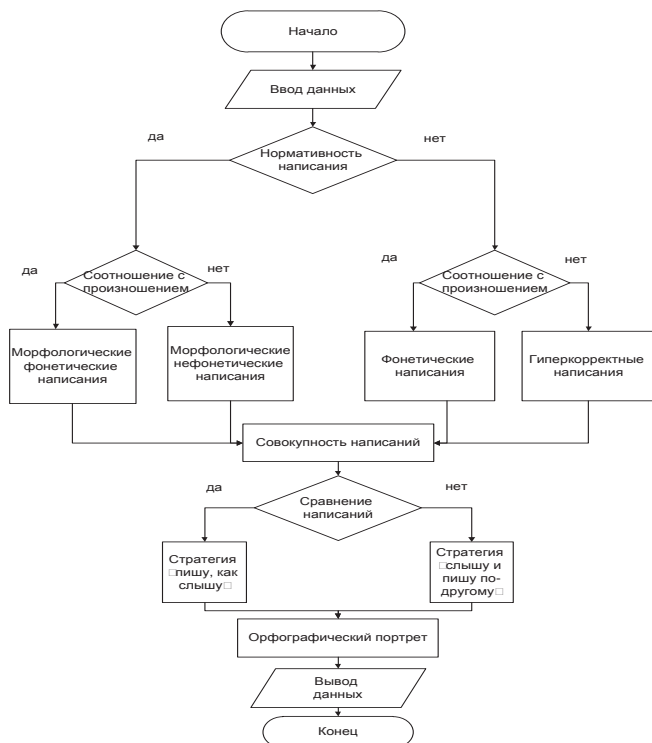 Начало
Ввод данных
да
нет
Нормативность
написания
да
нет
да
нет
Соотношение с
произношением
Соотношение с
произношением
Морфологические
фонетические
написания
Морфологические
нефонетические
написания
Фонетические
написания
Гиперкорректные
написания
Совокупность написаний
да
нет
Сравнение
написаний
Стратегия
□пишу, как
слышу□
Стратегия
□слышу и
пишу по-
другому□
Орфографический портрет
Вывод
данных
Конец